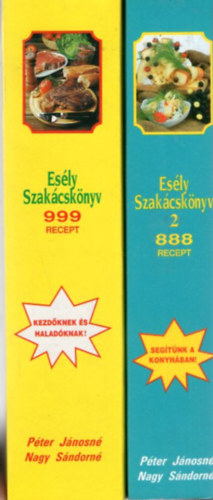 Esély
Szakácskönyv
999
RECEPT
KEZDŐKNEK ÉS
HALADÓKNAK!
Péter Jánosné
Nagy Sándorné
Esély
Szakácskönyv
2
888
RECEPT
SEGÍTÜNK A
KONYHÁBAN!
Péter Jánosné
Nagy Sándorné